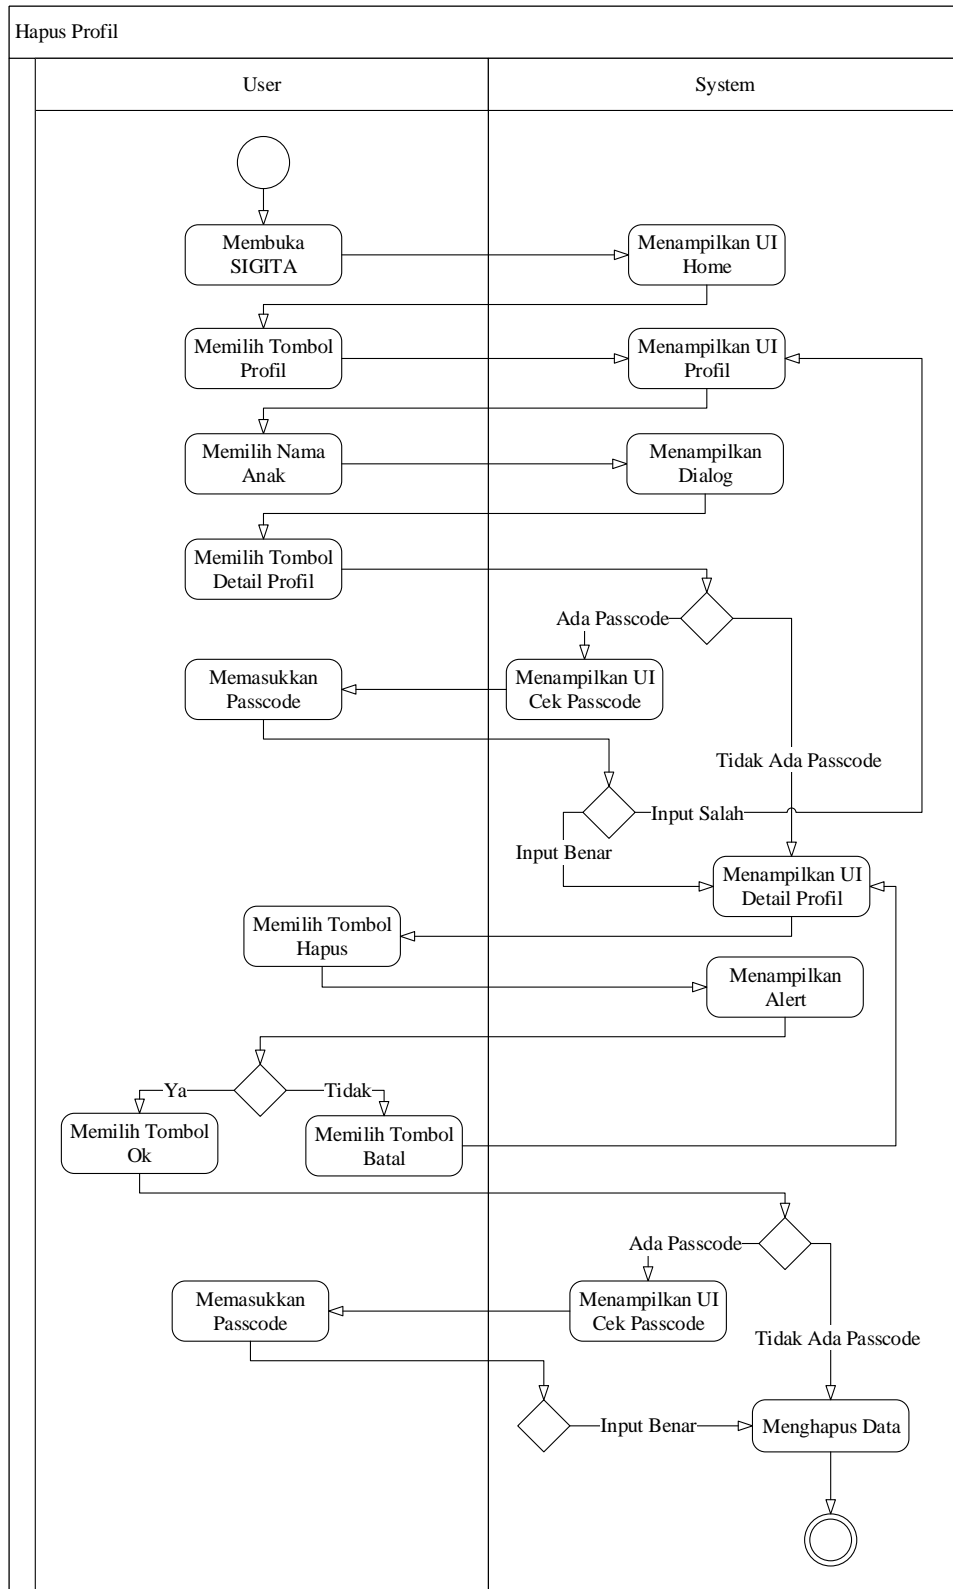 Hapus Profil
User
System
Membuka
SIGITA
Menampilkan UI
Home
Memilih Tombol
Profil
Menampilkan UI
Profil
Memilih Nama
Anak
Menampilkan
Dialog
Memilih Tombol
Detail Profil
Ada Passcode
Memasukkan
Passcode
Menampilkan UI
Cek Passcode
Tidak Ada Passcode
Input Salah
Input Benar
Menampilkan UI
Detail Profil
Memilih Tombol
Hapus
Menampilkan
Alert
Ya
Tidak
Memilih Tombol
Ok
Memilih Tombol
Batal
Ada Passcode
Memasukkan
Passcode
Menampilkan UI
Cek Passcode
Tidak Ada Passcode
Input Benar
Menghapus Data